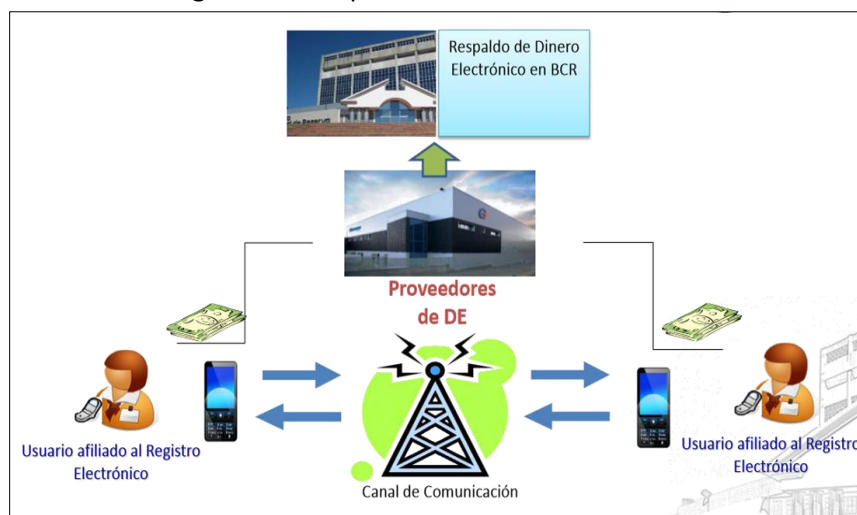 Respaldo de Dinero
Electrónico en BCR
Proveedores
de DE
Usuario afiliado al Registro
Electrónico
Canal de Comunicación
Usuario afiliado al Registro
Electrónico